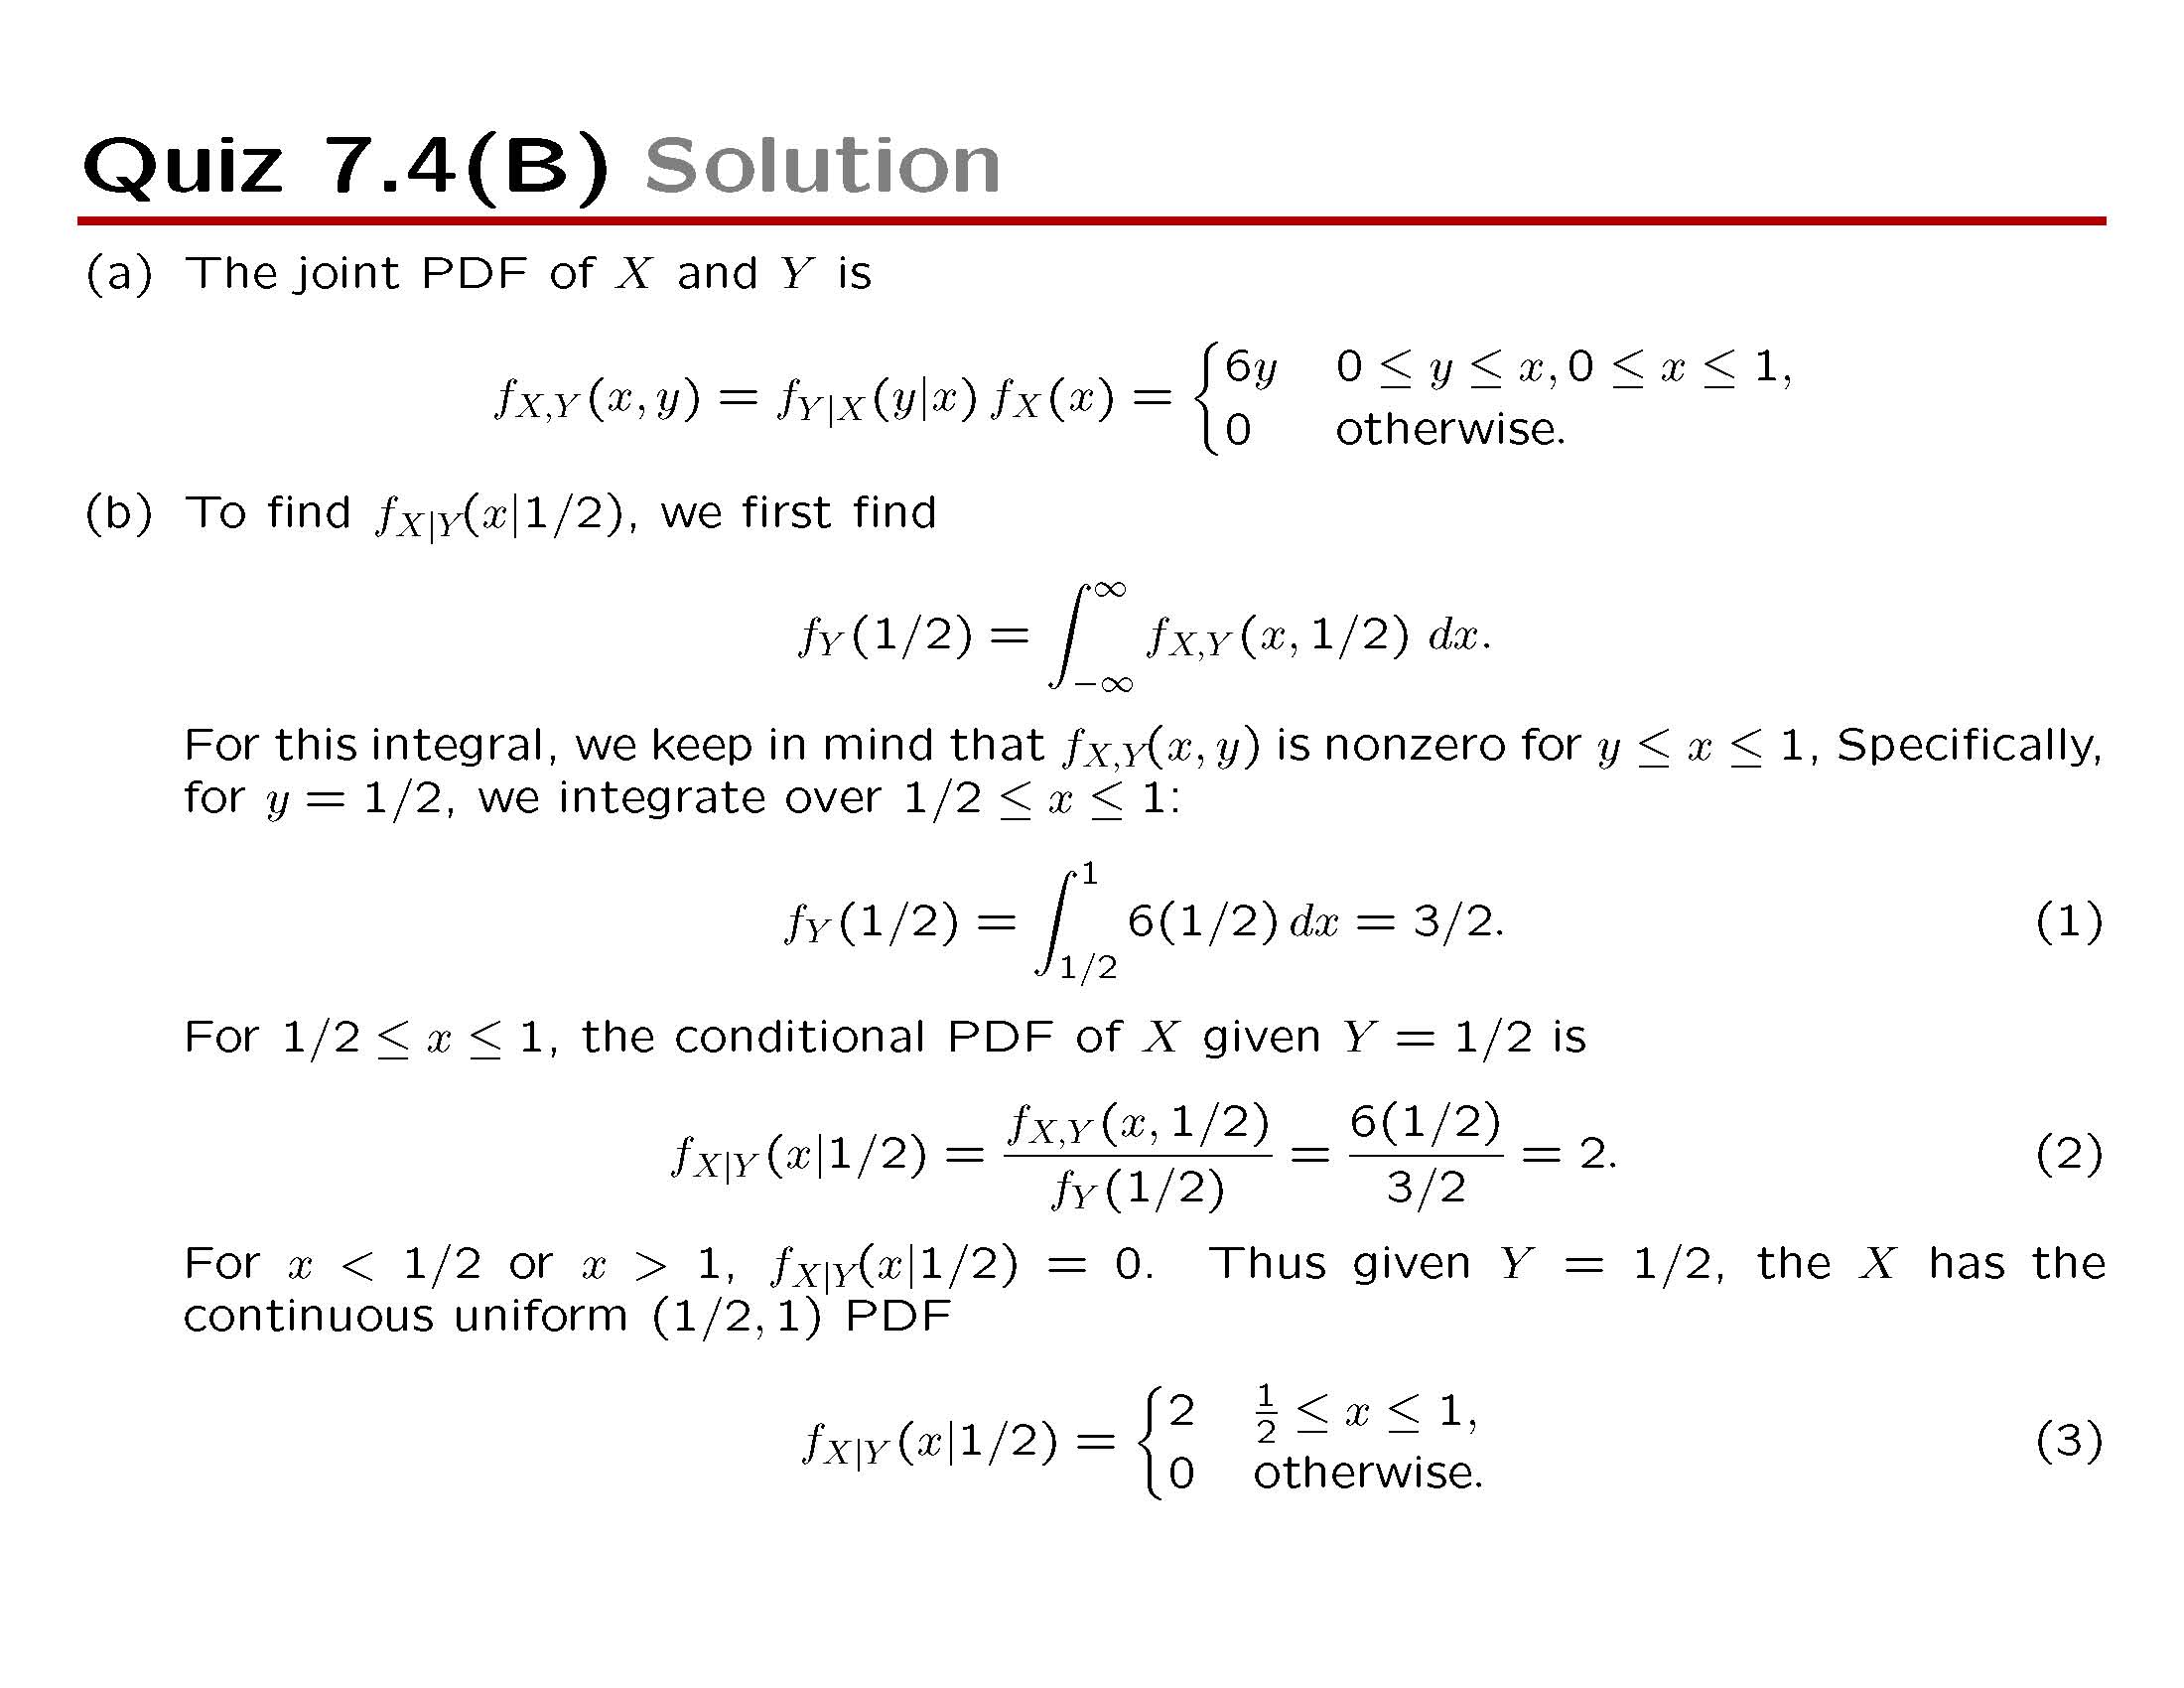 Quiz 7.4(B) Solution
(a) The joint PDF of X and Y is
f_{X,Y}(x, y) = f_{Y|X}(y|x) f_X(x) = { 6y 0 ≤ y ≤ x, 0 ≤ x ≤ 1,
0 otherwise.
(b) To find f_{X|Y}(x|1/2), we first find
f_Y(1/2) = ∫_{−∞}^{∞} f_{X,Y}(x, 1/2) dx.
For this integral, we keep in mind that f_{X,Y}(x, y) is nonzero for y ≤ x ≤ 1, Specifically,
for y = 1/2, we integrate over 1/2 ≤ x ≤ 1:
f_Y(1/2) = ∫_{1/2}^{1} 6(1/2) dx = 3/2. (1)
For 1/2 ≤ x ≤ 1, the conditional PDF of X given Y = 1/2 is
f_{X|Y}(x|1/2) = \frac{f_{X,Y}(x, 1/2)}{f_Y(1/2)} = \frac{6(1/2)}{3/2} = 2. (2)
For x < 1/2 or x > 1, f_{X|Y}(x|1/2) = 0. Thus given Y = 1/2, the X has the
continuous uniform (1/2, 1) PDF
f_{X|Y}(x|1/2) = { 2 \frac{1}{2} ≤ x ≤ 1,
0 otherwise. (3)